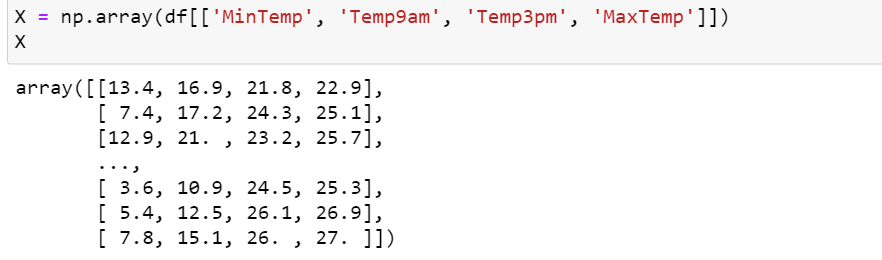 X = np.array(df[['MinTemp', 'Temp9am', 'Temp3pm', 'MaxTemp']])
X
array([[13.4, 16.9, 21.8, 22.9],
       [ 7.4, 17.2, 24.3, 25.1],
       [12.9, 21. , 23.2, 25.7],
       ...,
       [ 3.6, 10.9, 24.5, 25.3],
       [ 5.4, 12.5, 26.1, 26.9],
       [ 7.8, 15.1, 26. , 27. ]])